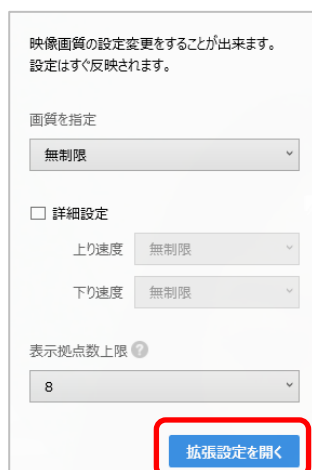 映像画質の設定変更をすることが出来ます。
設定はすぐ反映されます。
画質を指定
無制限
詳細設定
上り速度 無制限
下り速度 無制限
表示拠点数上限 ?
8
拡張設定を開く